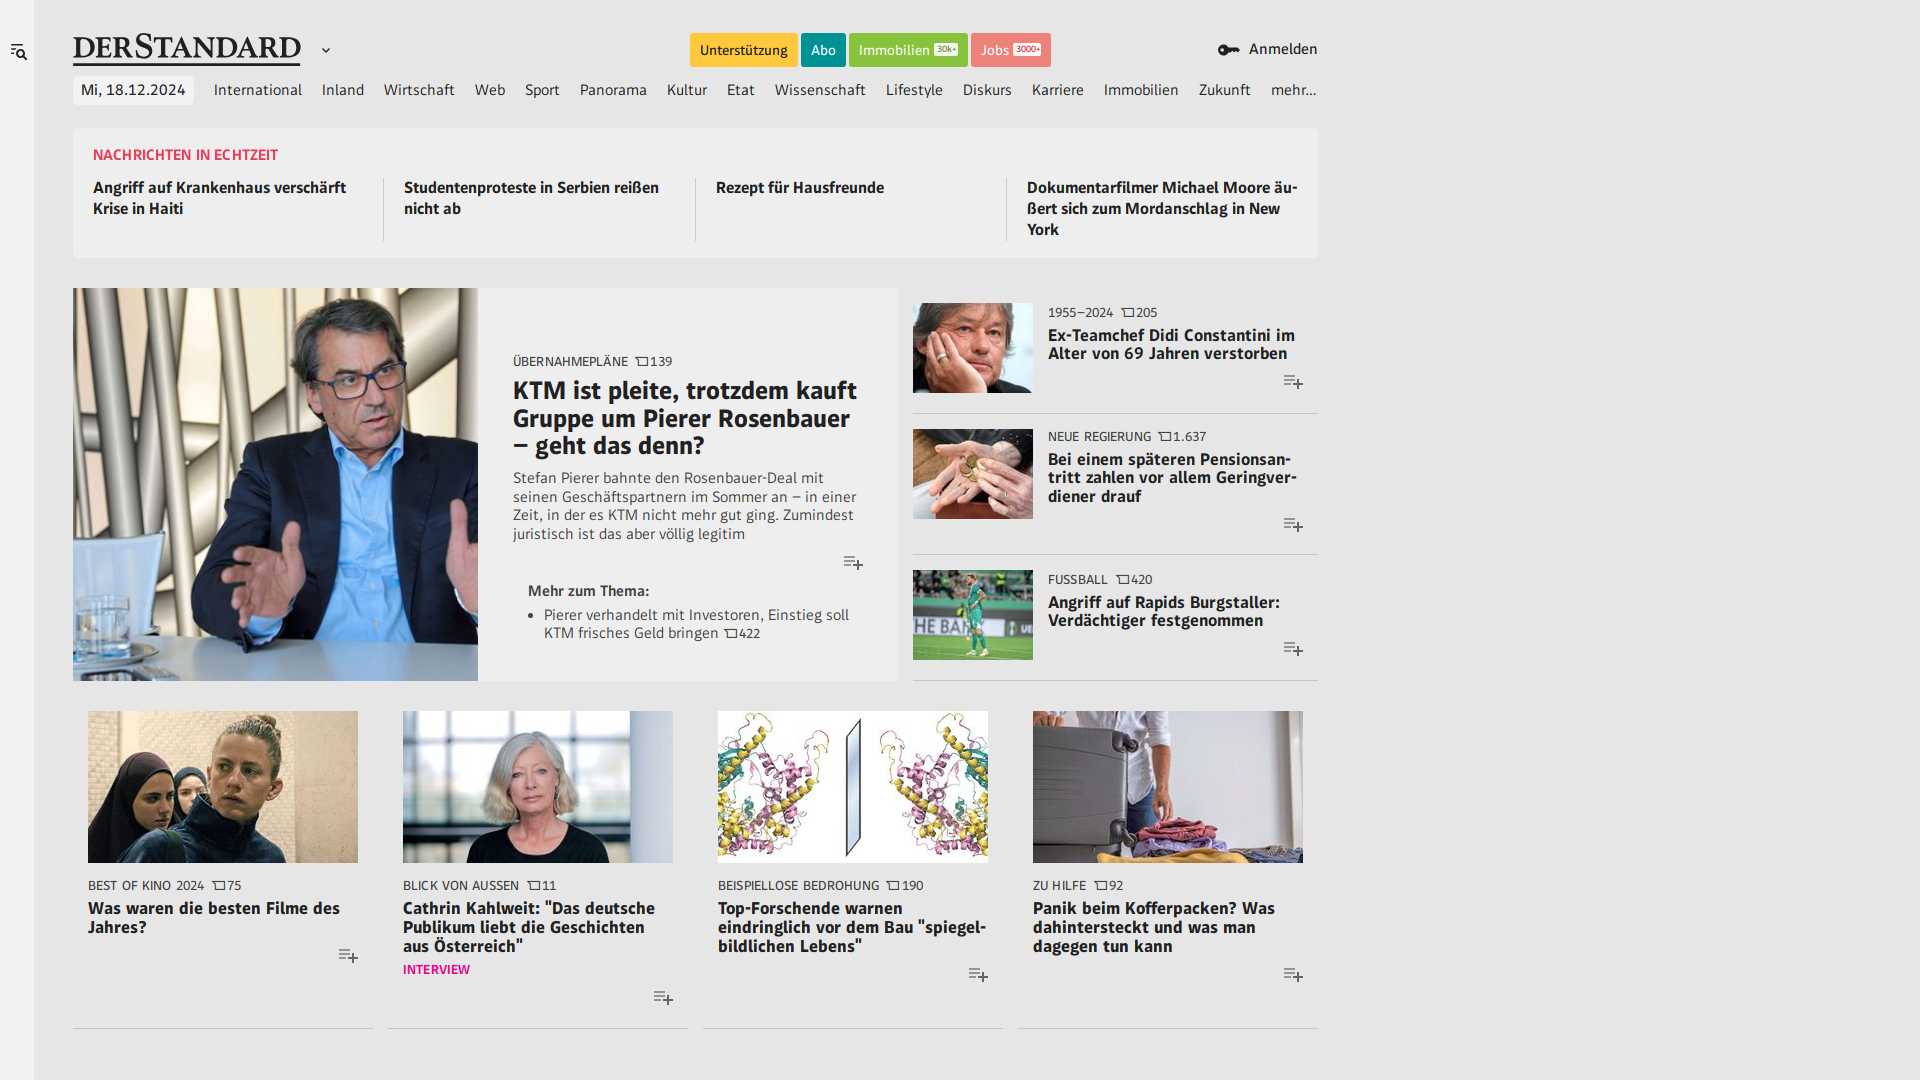 DERSTANDARD
Unterstützung
Abo
Immobilien 30k+
Jobs 3000+
Anmelden
Mi, 18.12.2024
International
Inland
Wirtschaft
Web
Sport
Panorama
Kultur
Etat
Wissenschaft
Lifestyle
Diskurs
Karriere
Immobilien
Zukunft
mehr...
NACHRICHTEN IN ECHTZEIT
Angriff auf Krankenhaus verschärft
Krise in Haiti
Studentenproteste in Serbien reißen
nicht ab
Rezept für Hausfreunde
Dokumentarfilmer Michael Moore äu-
ßert sich zum Mordanschlag in New
York
ÜBERNAHMEPLÄNE 139
KTM ist pleite, trotzdem kauft
Gruppe um Pierer Rosenbauer
– geht das denn?
Stefan Pierer bahnte den Rosenbauer-Deal mit
seinen Geschäftspartnern im Sommer an – in einer
Zeit, in der es KTM nicht mehr gut ging. Zumindest
juristisch ist das aber völlig legitim
Mehr zum Thema:
• Pierer verhandelt mit Investoren, Einstieg soll
KTM frisches Geld bringen 422
1955–2024 205
Ex-Teamchef Didi Constantini im
Alter von 69 Jahren verstorben
NEUE REGIERUNG 1.637
Bei einem späteren Pensionsan-
tritt zahlen vor allem Geringver-
diener drauf
THE BAN
FUSSBALL 420
Angriff auf Rapids Burgstaller:
Verdächtiger festgenommen
BEST OF KINO 2024 75
Was waren die besten Filme des
Jahres?
BLICK VON AUSSEN 11
Cathrin Kahlweit: "Das deutsche
Publikum liebt die Geschichten
aus Österreich"
INTERVIEW
BEISPIELLOSE BEDROHUNG 190
Top-Forschende warnen
eindringlich vor dem Bau "spiegel-
bildlichen Lebens"
ZU HILFE 92
Panik beim Kofferpacken? Was
dahintersteckt und was man
dagegen tun kann